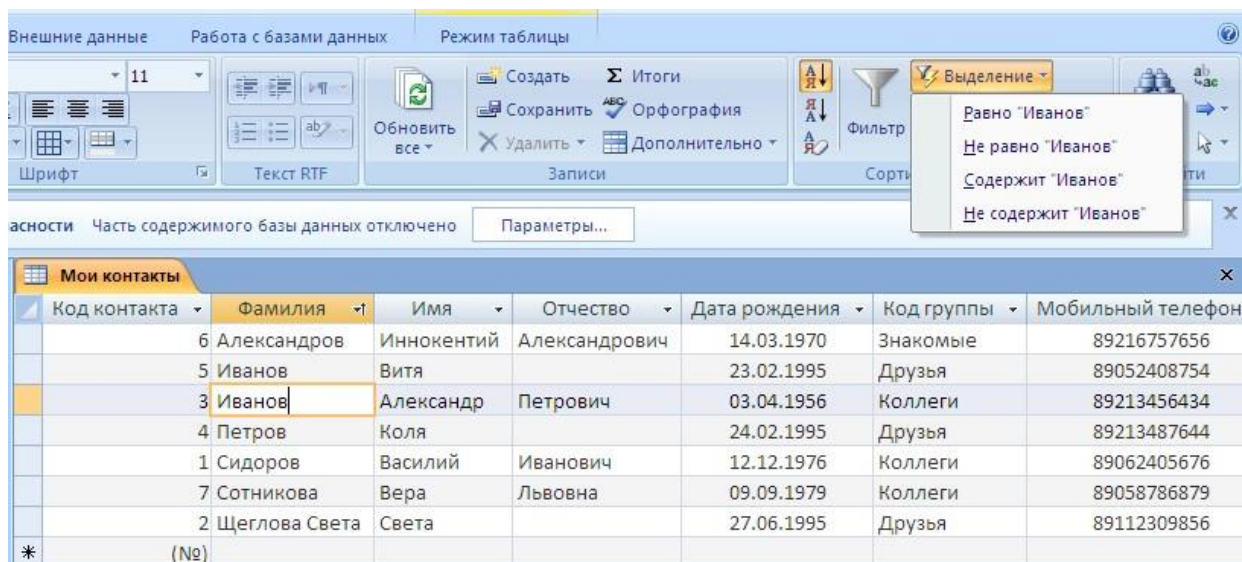 Внешние данные Работа с базами данных Режим таблицы
11 Создать Σ Итоги Выделение
Сохранить Орфография
Обновить все Удалить Дополнительно Фильтр
Шрифт Текст RTF Записи
Равно "Иванов"
Не равно "Иванов"
Содержит "Иванов"
Не содержит "Иванов"
Часть содержимого базы данных отключено Параметры...
Мои контакты
Код контакта Фамилия Имя Отчество Дата рождения Код группы Мобильный телефон
6 Александров Иннокентий Александрович 14.03.1970 Знакомые 89216757656
5 Иванов Витя 23.02.1995 Друзья 89052408754
3 Иванов Александр Петрович 03.04.1956 Коллеги 89213456434
4 Петров Коля 24.02.1995 Друзья 89213487644
1 Сидоров Василий Иванович 12.12.1976 Коллеги 89062405676
7 Сотникова Вера Львовна 09.09.1979 Коллеги 89058786879
2 Щеглова Света Света 27.06.1995 Друзья 89112309856
(№)